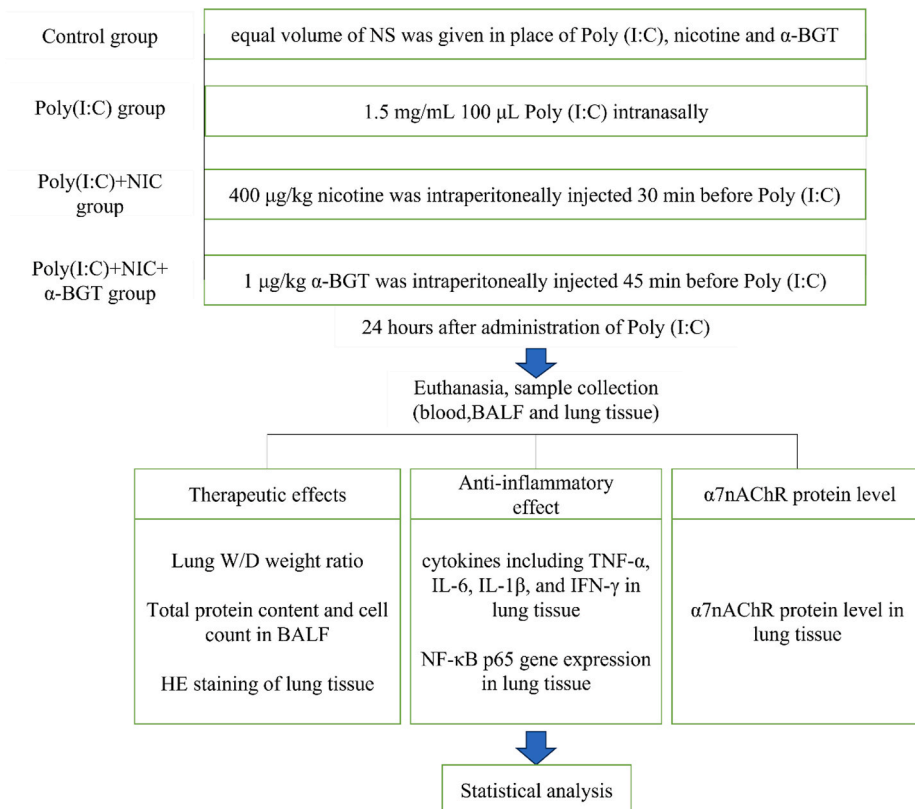 Control group
equal volume of NS was given in place of Poly (I:C), nicotine and α-BGT
Poly(I:C) group
1.5 mg/mL 100 μL Poly (I:C) intranasally
Poly(I:C)+NIC
group
400 μg/kg nicotine was intraperitoneally injected 30 min before Poly (I:C)
Poly(I:C)+NIC+
α-BGT group
1 μg/kg α-BGT was intraperitoneally injected 45 min before Poly (I:C)
24 hours after administration of Poly (I:C)
Euthanasia, sample collection
(blood,BALF and lung tissue)
Therapeutic effects
Lung W/D weight ratio
Total protein content and cell
count in BALF
HE staining of lung tissue
Anti-inflammatory
effect
cytokines including TNF-α,
IL-6, IL-1β, and IFN-γ in
lung tissue
NF-κB p65 gene expression
in lung tissue
α7nAChR protein level
α7nAChR protein level in
lung tissue
Statistical analysis